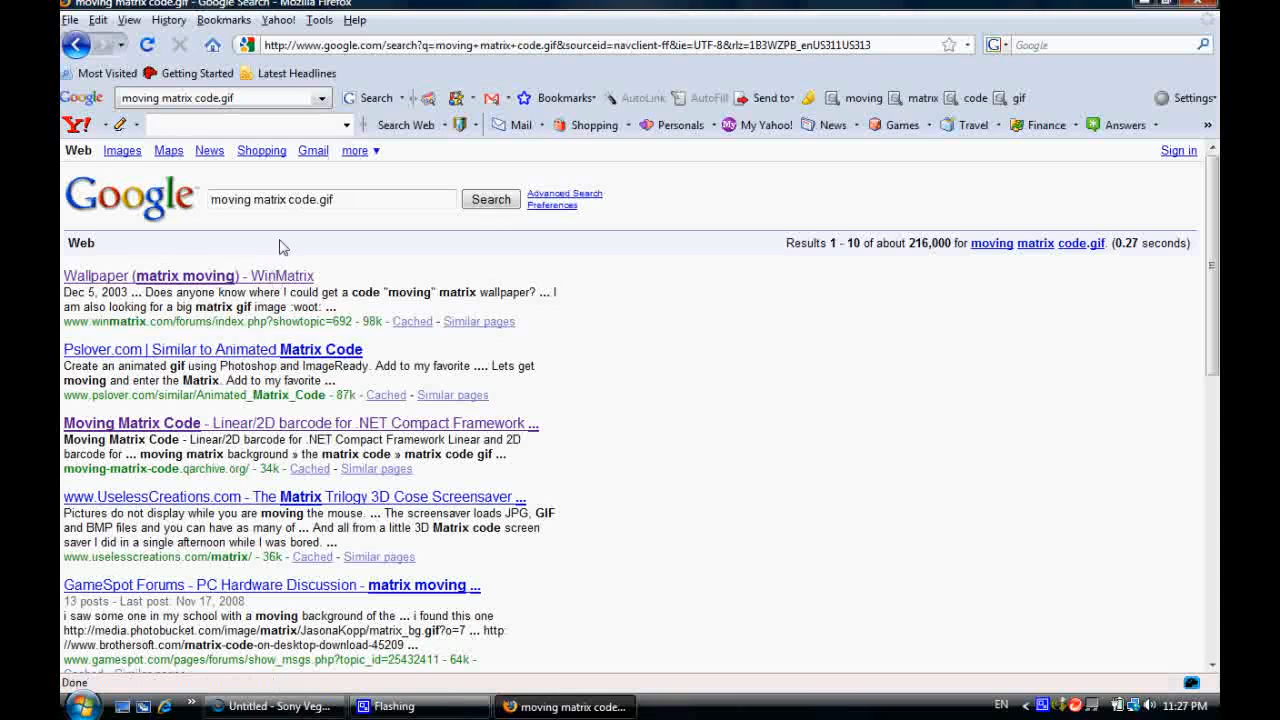 moving matrix code.gif - Google Search - Mozilla Firefox
File Edit View History Bookmarks Yahoo! Tools Help
http://www.google.com/search?q=moving+matrix+code.gif&sourceid=navclient-ff&ie=UTF-8&rlz=1B3WZPB_enUS311US313 G Google
Most Visited Getting Started Latest Headlines
Google moving matrix code.gif G Search Bookmarks AutoLink AutoFill Send to moving matrix code gif Settings
Y! Search Web Mail Shopping Personals My Yahoo! News Games Travel Finance Answers »
Web Images Maps News Shopping Gmail more ▼ Sign in
Google™ moving matrix code.gif Search Advanced Search
Preferences
Web Results 1 - 10 of about 216,000 for moving matrix code.gif. (0.27 seconds)
Wallpaper (matrix moving) - WinMatrix
Dec 5, 2003 ... Does anyone know where I could get a code "moving" matrix wallpaper? ... I
am also looking for a big matrix gif image :woot: ...
www.winmatrix.com/forums/index.php?showtopic=692 - 98k - Cached - Similar pages
Pslover.com | Similar to Animated Matrix Code
Create an animated gif using Photoshop and ImageReady. Add to my favorite .... Lets get
moving and enter the Matrix. Add to my favorite ...
www.pslover.com/similar/Animated_Matrix_Code - 87k - Cached - Similar pages
Moving Matrix Code - Linear/2D barcode for .NET Compact Framework ...
Moving Matrix Code - Linear/2D barcode for .NET Compact Framework Linear and 2D
barcode for ... moving matrix background » the matrix code » matrix code gif ...
moving-matrix-code.qarchive.org/ - 34k - Cached - Similar pages
www.UselessCreations.com - The Matrix Trilogy 3D Cose Screensaver ...
Pictures do not display while you are moving the mouse. ... The screensaver loads JPG, GIF
and BMP files and you can have as many of ... And all from a little 3D Matrix code screen
saver I did in a single afternoon while I was bored. ...
www.uselesscreations.com/matrix/ - 36k - Cached - Similar pages
GameSpot Forums - PC Hardware Discussion - matrix moving ...
13 posts - Last post: Nov 17, 2008
i saw some one in my school with a moving background of the ... i found this one
http://media.photobucket.com/image/matrix/JasonaKopp/matrix_bg.gif?o=7 ... http:
//www.brothersoft.com/matrix-code-on-desktop-download-45209 ...
www.gamespot.com/pages/forums/show_msgs.php?topic_id=25432411 - 64k -
Cached - Similar pages
Done
» Untitled - Sony Veg... Flashing moving matrix code... EN < 11:27 PM